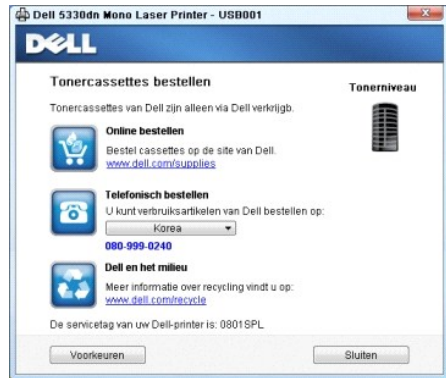 Dell 5330dn Mono Laser Printer - USB001
DELL
Tonercassettes bestellen
Tonerniveau
Tonercassettes van Dell zijn alleen via Dell verkrijgb.
Online bestellen
Bestel cassettes op de site van Dell.
www.dell.com/supplies
Telefonisch bestellen
U kunt verbruiksartikelen van Dell bestellen op:
Korea
080-999-0240
Dell en het milieu
Meer informatie over recycling vindt u op:
www.dell.com/recycle
De servicetag van uw Dell-printer is: 0801SPL
Voorkeuren
Sluiten